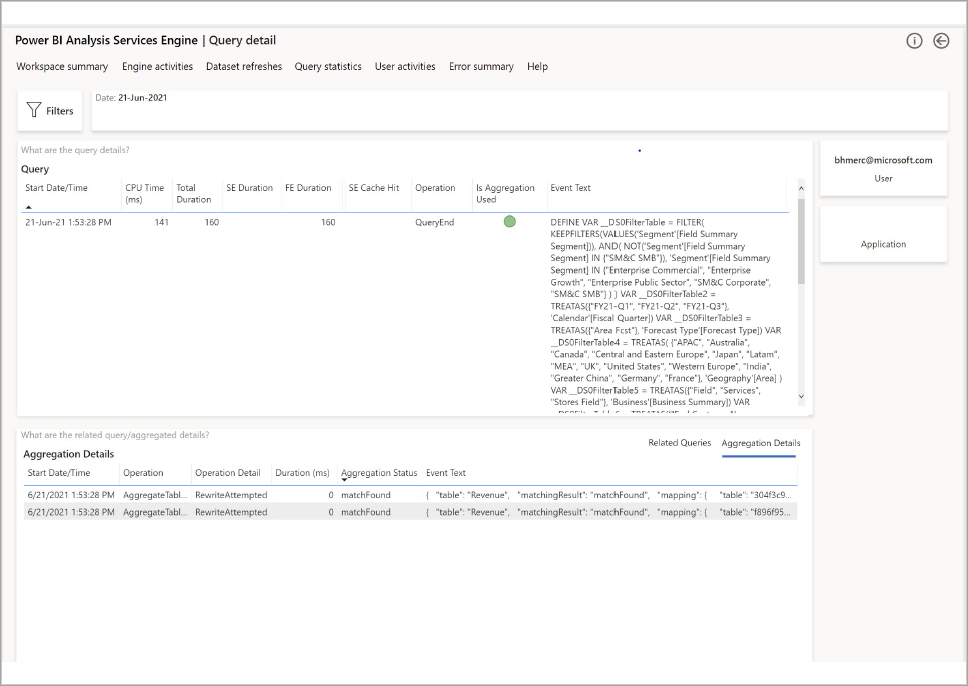 Power BI Analysis Services Engine | Query detail
Workspace summary Engine activities Dataset refreshes Query statistics User activities Error summary Help
Filters
Date: 21-Jun-2021
What are the query details?
Query
Start Date/Time CPU Time (ms) Total Duration SE Duration FE Duration SE Cache Hit Operation Is Aggregation Used Event Text
21-Jun-21 1:53:28 PM 141 160 160 QueryEnd
DEFINE VAR __DS0FilterTable = FILTER(
KEEPFILTERS(VALUES('Segment'[Field Summary
Segment])), AND( NOT('Segment'[Field Summary
Segment] IN {"SM&C SMB"}), 'Segment'[Field Summary
Segment] IN {"Enterprise Commercial", "Enterprise
Growth", "Enterprise Public Sector", "SM&C Corporate",
"SM&C SMB"} ) ) VAR __DS0FilterTable2 =
TREATAS({"FY21-Q1", "FY21-Q2", "FY21-Q3"},
'Calendar'[Fiscal Quarter]) VAR __DS0FilterTable3 =
TREATAS({"Area Fcst"}, 'Forecast Type'[Forecast Type]) VAR
__DS0FilterTable4 = TREATAS( {"APAC", "Australia",
"Canada", "Central and Eastern Europe", "Japan", "Latam",
"MEA", "UK", "United States", "Western Europe", "India",
"Greater China", "Germany", "France"}, 'Geography'[Area] )
VAR __DS0FilterTable5 = TREATAS({"Field", "Services",
"Stores Field"}, 'Business'[Business Summary]) VAR
bhmerc@microsoft.com
User
Application
What are the related query/aggregated details?
Related Queries Aggregation Details
Aggregation Details
Start Date/Time Operation Operation Detail Duration (ms) Aggregation Status Event Text
6/21/2021 1:53:28 PM AggregateTabl... RewriteAttempted 0 matchFound { "table": "Revenue", "matchingResult": "matchFound", "mapping": { "table": "304f3c9...
6/21/2021 1:53:28 PM AggregateTabl... RewriteAttempted 0 matchFound { "table": "Revenue", "matchingResult": "matchFound", "mapping": { "table": "f896f95...